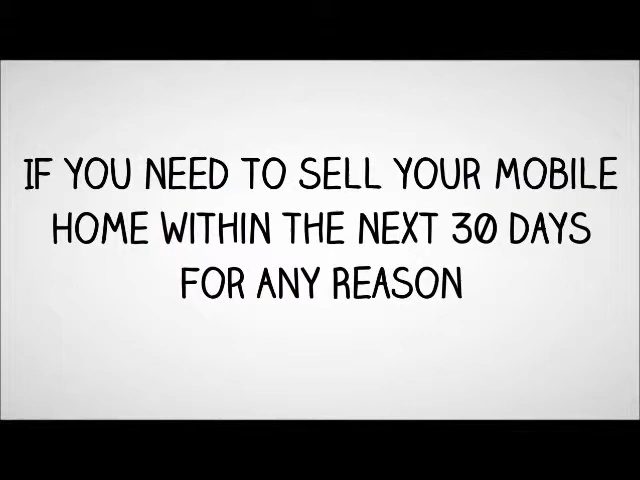 IF YOU NEED TO SELL YOUR MOBILE
HOME WITHIN THE NEXT 30 DAYS
FOR ANY REASON